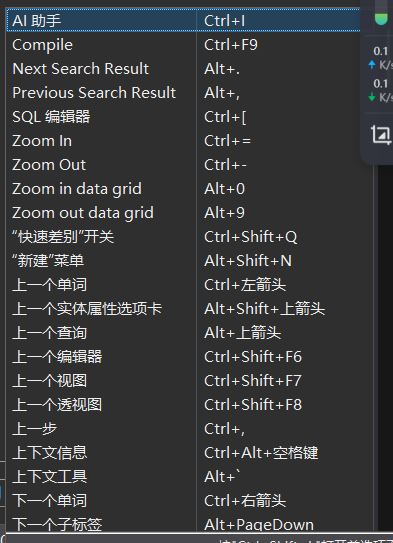 AI 助手 Ctrl+I
Compile Ctrl+F9
Next Search Result Alt+.
Previous Search Result Alt+,
SQL 编辑器 Ctrl+[
Zoom In Ctrl+=
Zoom Out Ctrl+-
Zoom in data grid Alt+0
Zoom out data grid Alt+9
“快速差别”开关 Ctrl+Shift+Q
“新建”菜单 Alt+Shift+N
上一个单词 Ctrl+左箭头
上一个实体属性选项卡 Alt+Shift+上箭头
上一个查询 Alt+上箭头
上一个编辑器 Ctrl+Shift+F6
上一个视图 Ctrl+Shift+F7
上一个透视图 Ctrl+Shift+F8
上一步 Ctrl+,
上下文信息 Ctrl+Alt+空格键
上下文工具 Alt+`
下一个单词 Ctrl+右箭头
下一个子标签 Alt+PageDown
0.1
K/s
0.1
K/s